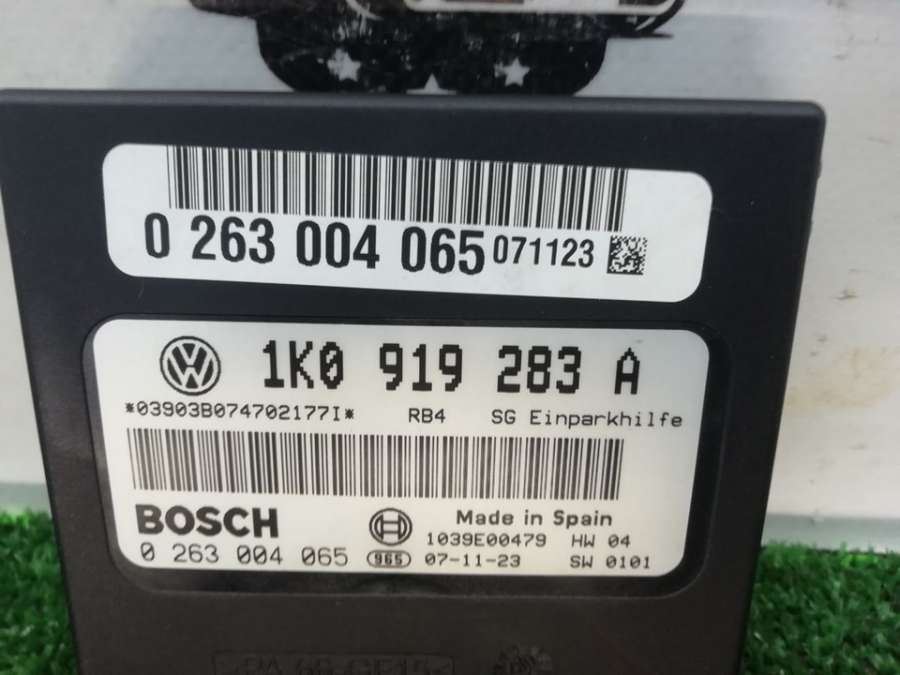 0 263 004 065 071123
1K0 919 283 A
*03903B074702177I* RB4 SG Einparkhilfe
BOSCH
Made in Spain
1039E00479 HW 04
0 263 004 065 965 07-11-23 SW 0101